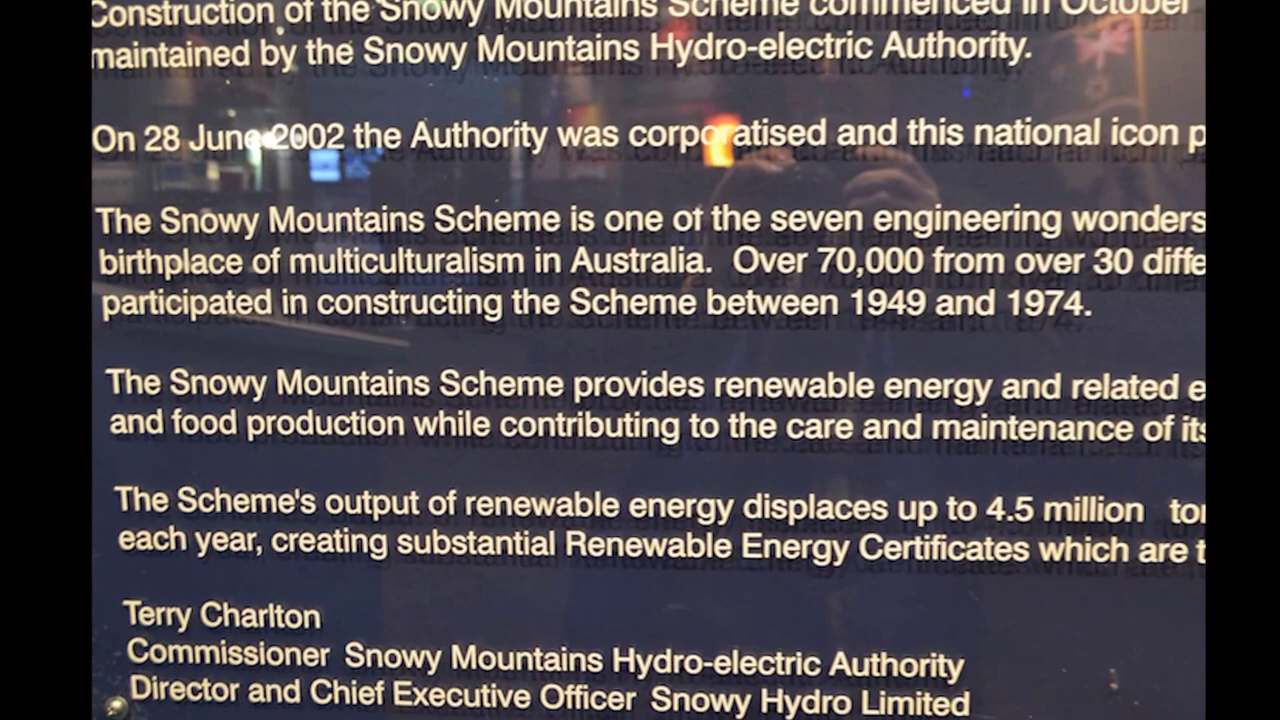 Construction of the Snowy Mountains Scheme commenced in October
maintained by the Snowy Mountains Hydro-electric Authority.
On 28 June 2002 the Authority was corporatised and this national icon p
The Snowy Mountains Scheme is one of the seven engineering wonders
birthplace of multiculturalism in Australia. Over 70,000 from over 30 diffe
participated in constructing the Scheme between 1949 and 1974.
The Snowy Mountains Scheme provides renewable energy and related e
and food production while contributing to the care and maintenance of its
The Scheme's output of renewable energy displaces up to 4.5 million tor
each year, creating substantial Renewable Energy Certificates which are t
Terry Charlton
Commissioner Snowy Mountains Hydro-electric Authority
Director and Chief Executive Officer Snowy Hydro Limited